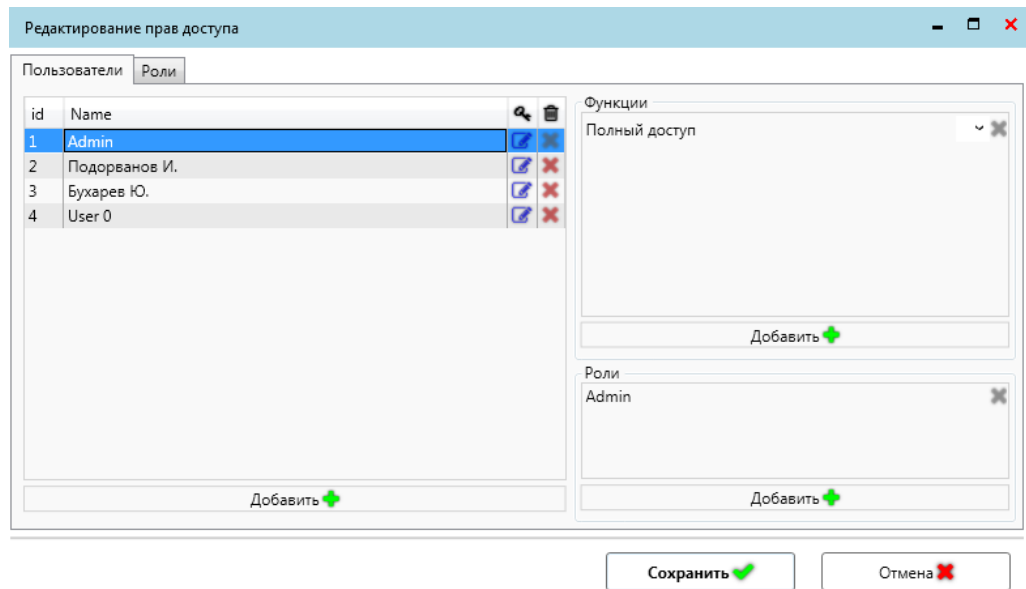 Редактирование прав доступа
Пользователи Роли
id Name
1 Admin
2 Подорванов И.
3 Бухарев Ю.
4 User 0
Добавить
Функции
Полный доступ
Добавить
Роли
Admin
Добавить
Сохранить Отмена